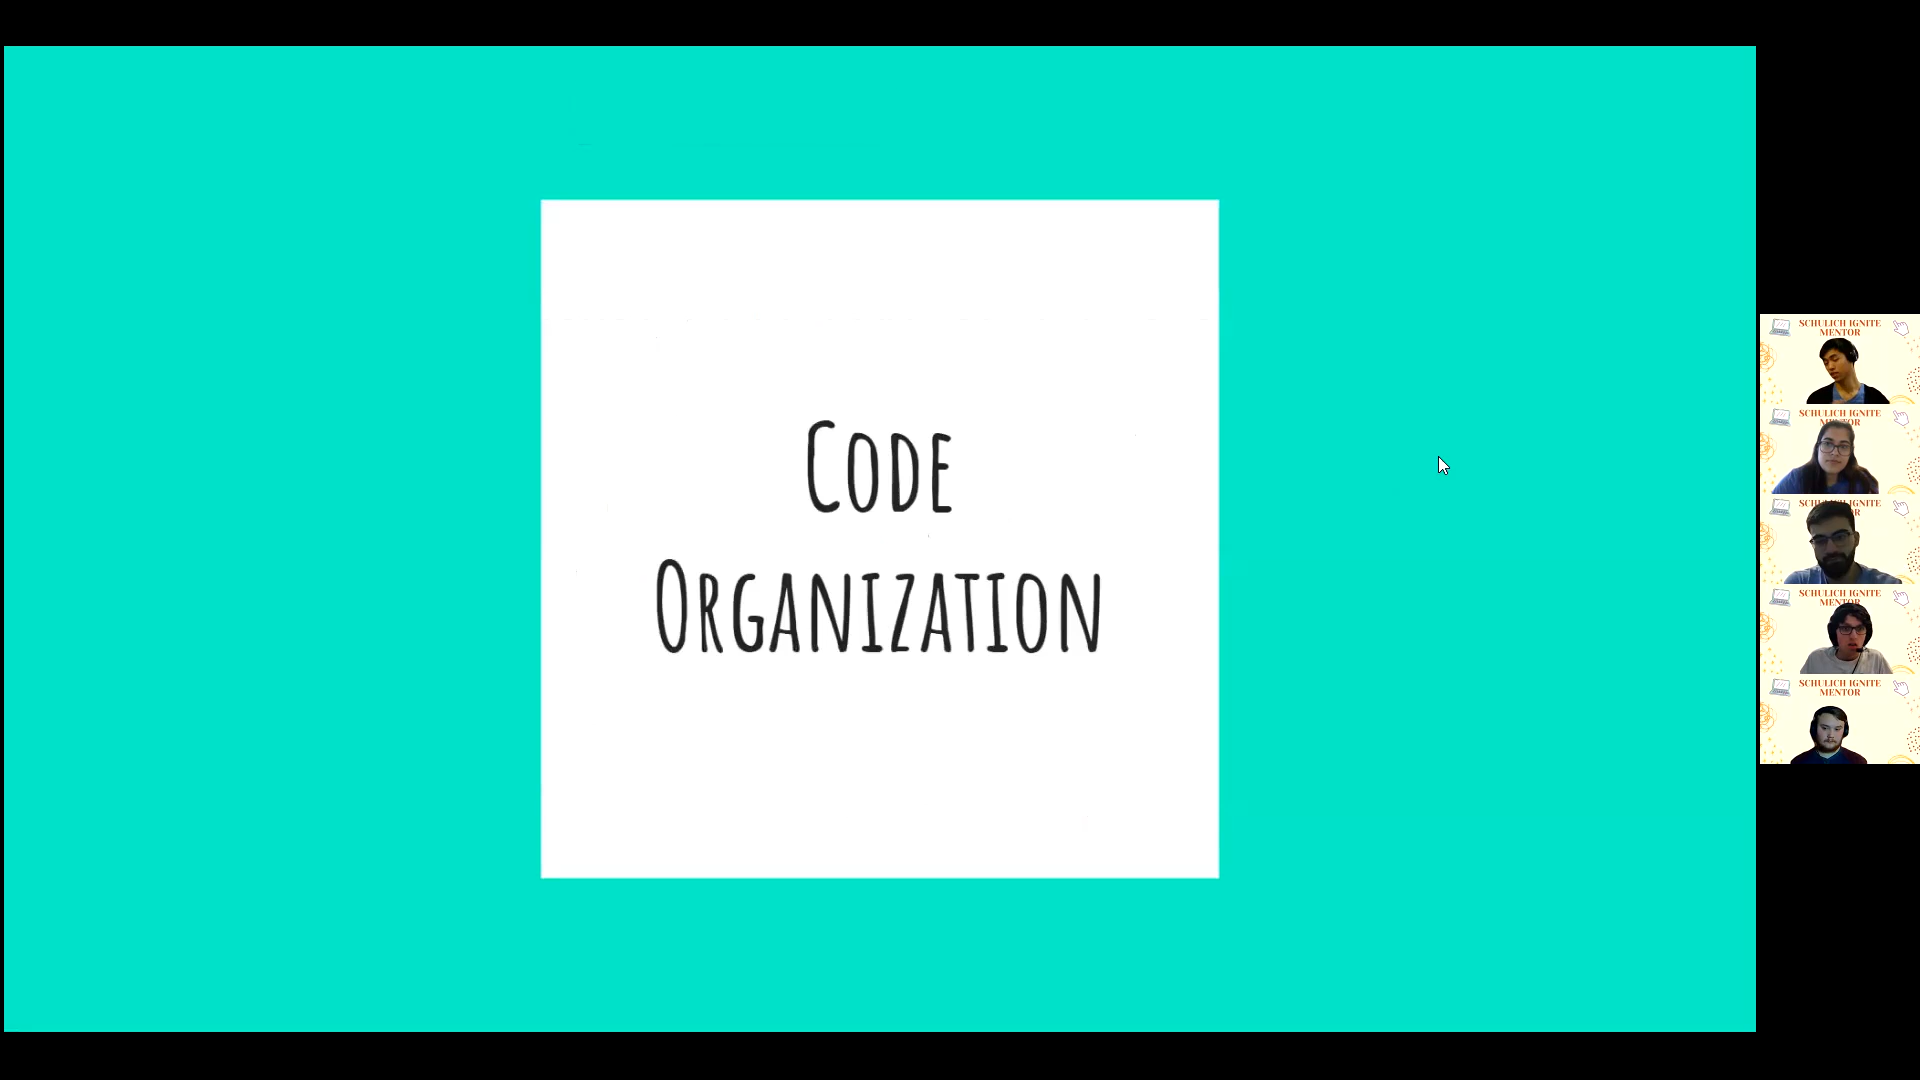 CODE
ORGANIZATION
SCHULICH IGNITE
MENTOR
SCHULICH IGNITE
SCHULICH IGNITE
MENTOR
SCHULICH IGNITE
MENTOR